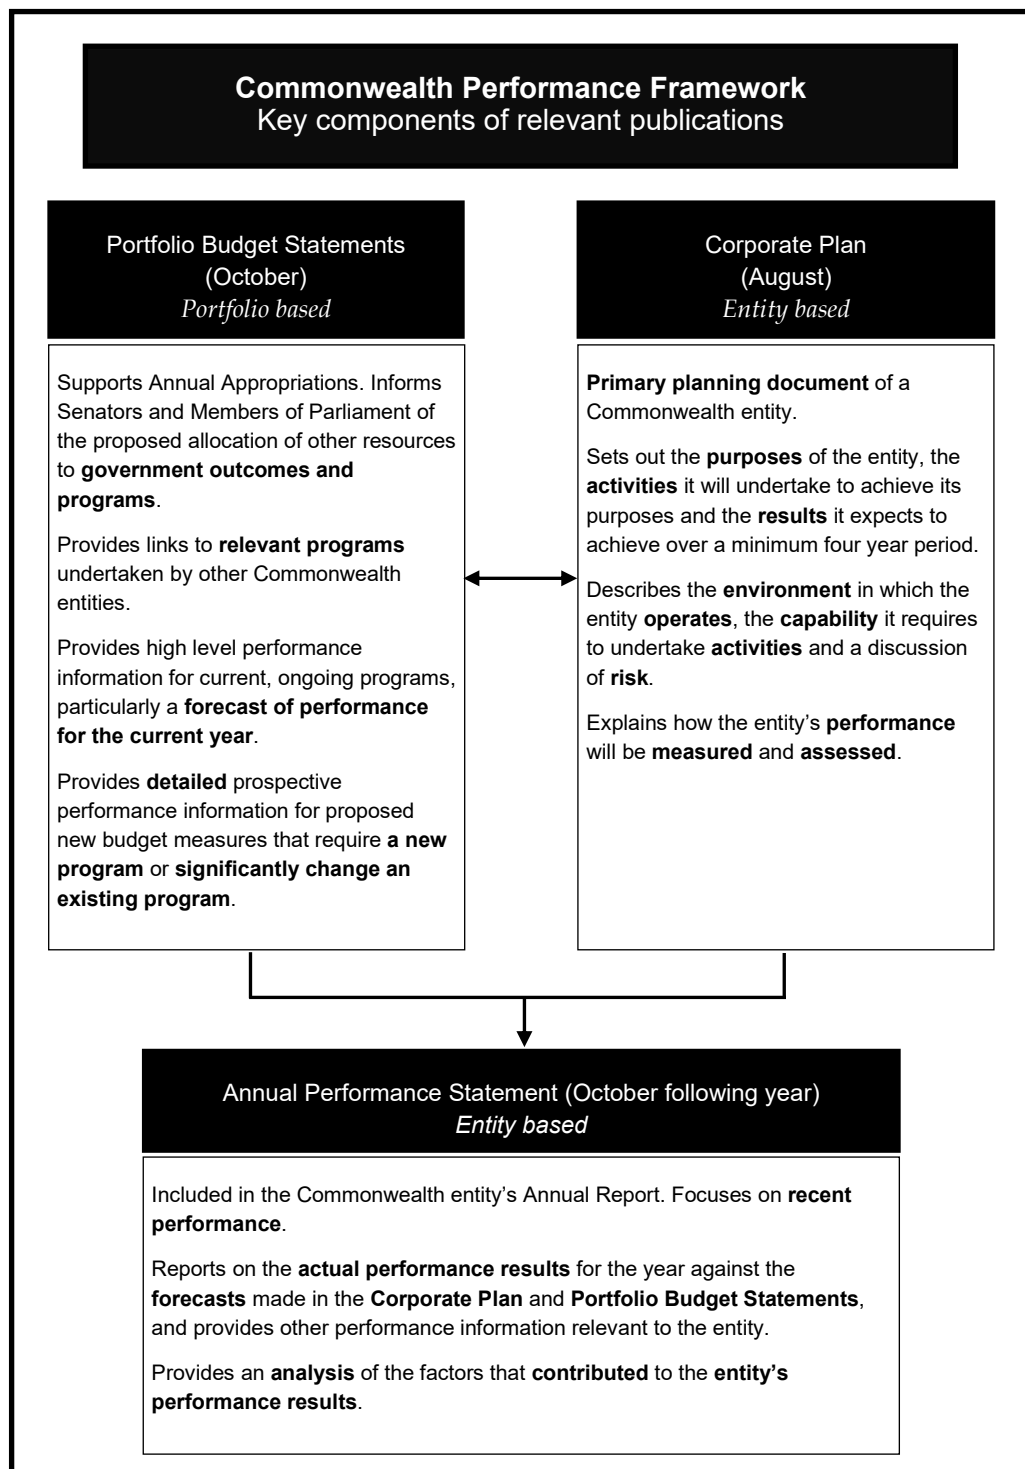 Commonwealth Performance Framework
Key components of relevant publications
Portfolio Budget Statements
(October)
Portfolio based
Supports Annual Appropriations. Informs
Senators and Members of Parliament of
the proposed allocation of other resources
to government outcomes and
programs.
Provides links to relevant programs
undertaken by other Commonwealth
entities.
Provides high level performance
information for current, ongoing programs,
particularly a forecast of performance
for the current year.
Provides detailed prospective
performance information for proposed
new budget measures that require a new
program or significantly change an
existing program.
Corporate Plan
(August)
Entity based
Primary planning document of a
Commonwealth entity.
Sets out the purposes of the entity, the
activities it will undertake to achieve its
purposes and the results it expects to
achieve over a minimum four year period.
Describes the environment in which the
entity operates, the capability it requires
to undertake activities and a discussion
of risk.
Explains how the entity’s performance
will be measured and assessed.
Annual Performance Statement (October following year)
Entity based
Included in the Commonwealth entity’s Annual Report. Focuses on recent
performance.
Reports on the actual performance results for the year against the
forecasts made in the Corporate Plan and Portfolio Budget Statements,
and provides other performance information relevant to the entity.
Provides an analysis of the factors that contributed to the entity’s
performance results.